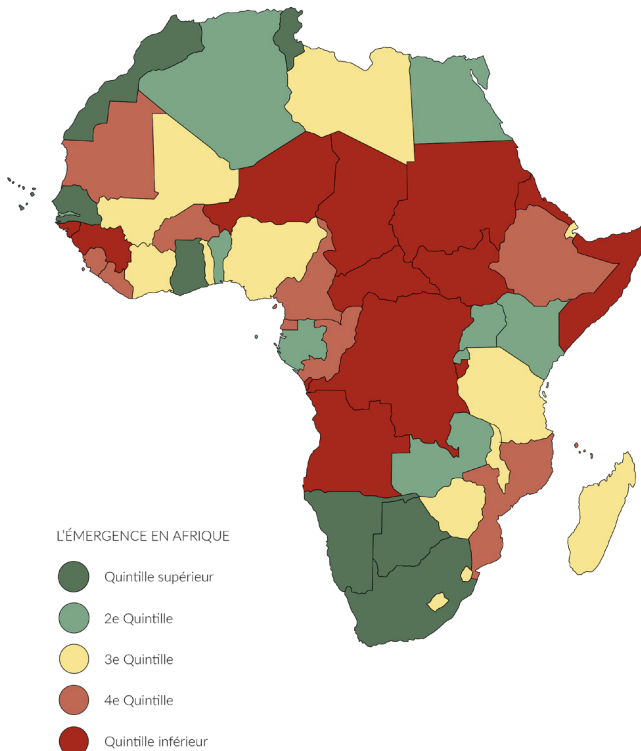 L'ÉMERGENCE EN AFRIQUE
Quintille supérieur
2e Quintille
3e Quintille
4e Quintille
Quintille inférieur